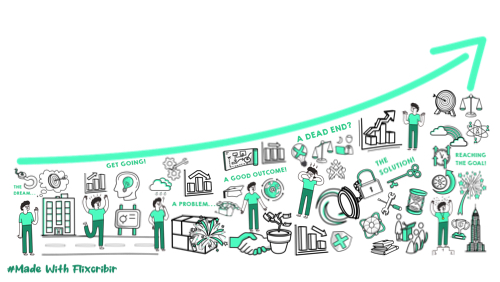 THE
DREAM...
GET GOING!
A PROBLEM...
A GOOD OUTCOME!
A DEAD END?
THE
SOLUTION!
REACHING
THE GOAL!
#Made With Flixcribir